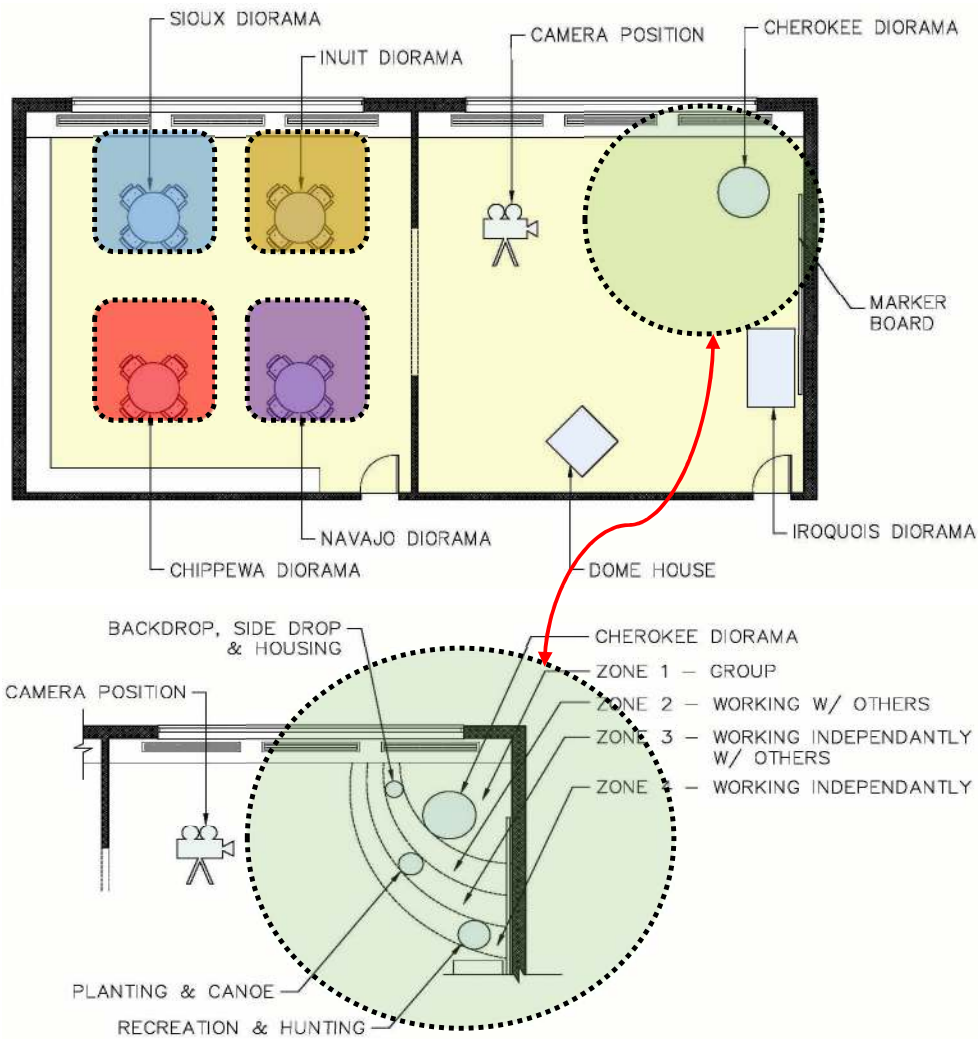 SIOUX DIORAMA
INUIT DIORAMA
CAMERA POSITION
CHEROKEE DIORAMA
MARKER
BOARD
IROQUOIS DIORAMA
NAVAJO DIORAMA
CHIPPEWA DIORAMA
DOME HOUSE
BACKDROP, SIDE DROP
& HOUSING
CHEROKEE DIORAMA
ZONE 1 – GROUP
CAMERA POSITION
ZONE 2 – WORKING W/ OTHERS
ZONE 3 – WORKING INDEPENDANTLY
W/ OTHERS
ZONE 4 – WORKING INDEPENDANTLY
PLANTING & CANOE
RECREATION & HUNTING